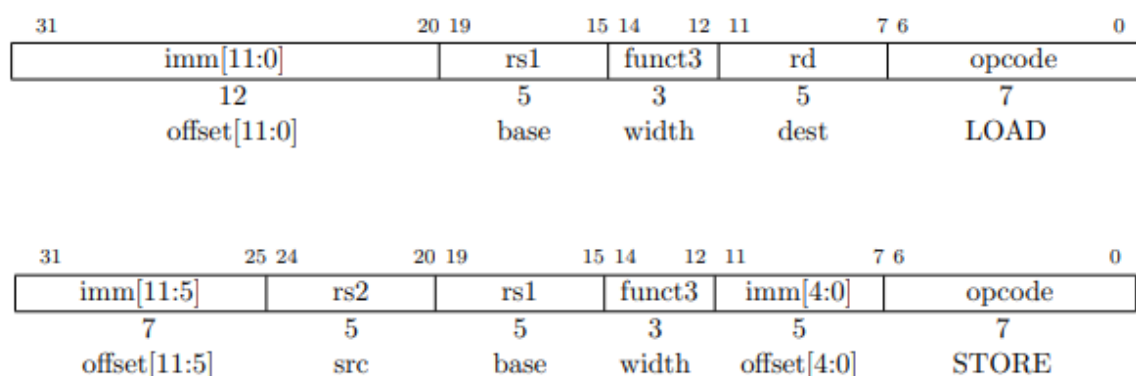 31 20 19 15 14 12 11 7 6 0
imm[11:0] rs1 funct3 rd opcode
12 5 3 5 7
offset[11:0] base width dest LOAD
31 25 24 20 19 15 14 12 11 7 6 0
imm[11:5] rs2 rs1 funct3 imm[4:0] opcode
7 5 5 3 5 7
offset[11:5] src base width offset[4:0] STORE